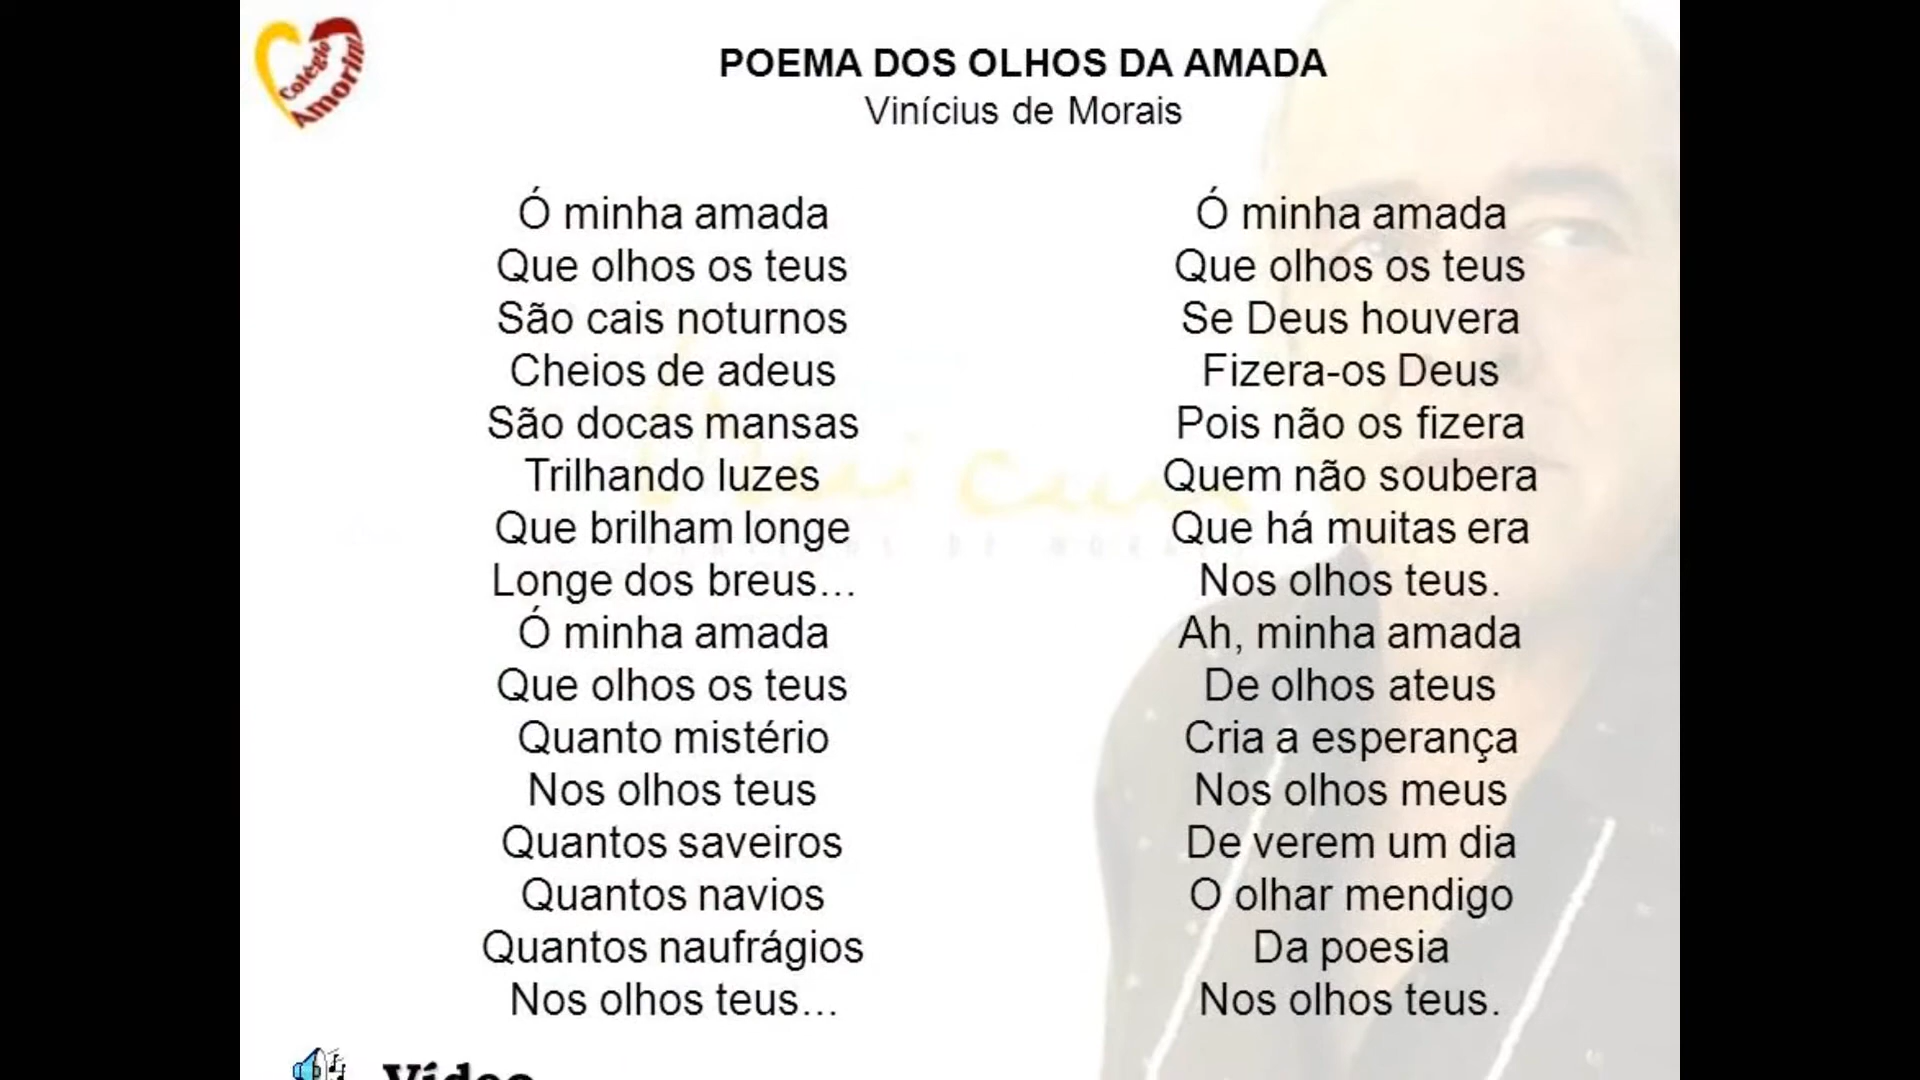 Colégio
Amorim
POEMA DOS OLHOS DA AMADA
Vinícius de Morais
Ó minha amada
Que olhos os teus
São cais noturnos
Cheios de adeus
São docas mansas
Trilhando luzes
Que brilham longe
Longe dos breus...
Ó minha amada
Que olhos os teus
Quanto mistério
Nos olhos teus
Quantos saveiros
Quantos navios
Quantos naufrágios
Nos olhos teus...
Ó minha amada
Que olhos os teus
Se Deus houvera
Fizera-os Deus
Pois não os fizera
Quem não soubera
Que há muitas era
Nos olhos teus.
Ah, minha amada
De olhos ateus
Cria a esperança
Nos olhos meus
De verem um dia
O olhar mendigo
Da poesia
Nos olhos teus.
Vídeo